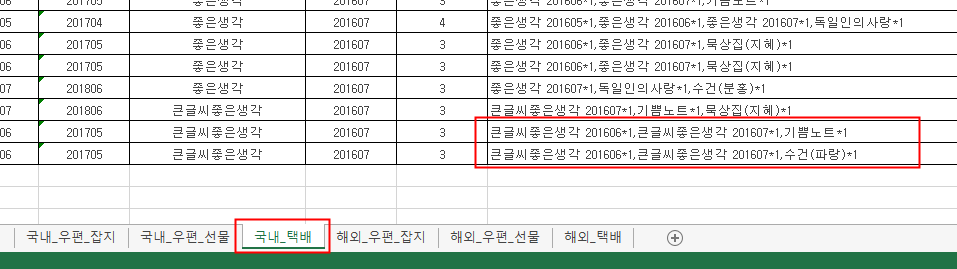 201704 좋은생각 201607 4 좋은생각 201605*1,좋은생각 201606*1,좋은생각 201607*1,독일인의사랑*1
06 201705 좋은생각 201607 3 좋은생각 201606*1,좋은생각 201607*1,묵상집(지혜)*1
06 201705 좋은생각 201607 3 좋은생각 201606*1,좋은생각 201607*1,묵상집(지혜)*1
07 201806 좋은생각 201607 3 좋은생각 201607*1,독일인의사랑*1,수건(분홍)*1
07 201806 큰글씨좋은생각 201607 3 큰글씨좋은생각 201607*1,기쁨노트*1,묵상집(지혜)*1
06 201705 큰글씨좋은생각 201607 3 큰글씨좋은생각 201606*1,큰글씨좋은생각 201607*1,기쁨노트*1
06 201705 큰글씨좋은생각 201607 3 큰글씨좋은생각 201606*1,큰글씨좋은생각 201607*1,수건(파랑)*1
국내_우편_잡지 국내_우편_선물 국내_택배 해외_우편_잡지 해외_우편_선물 해외_택배